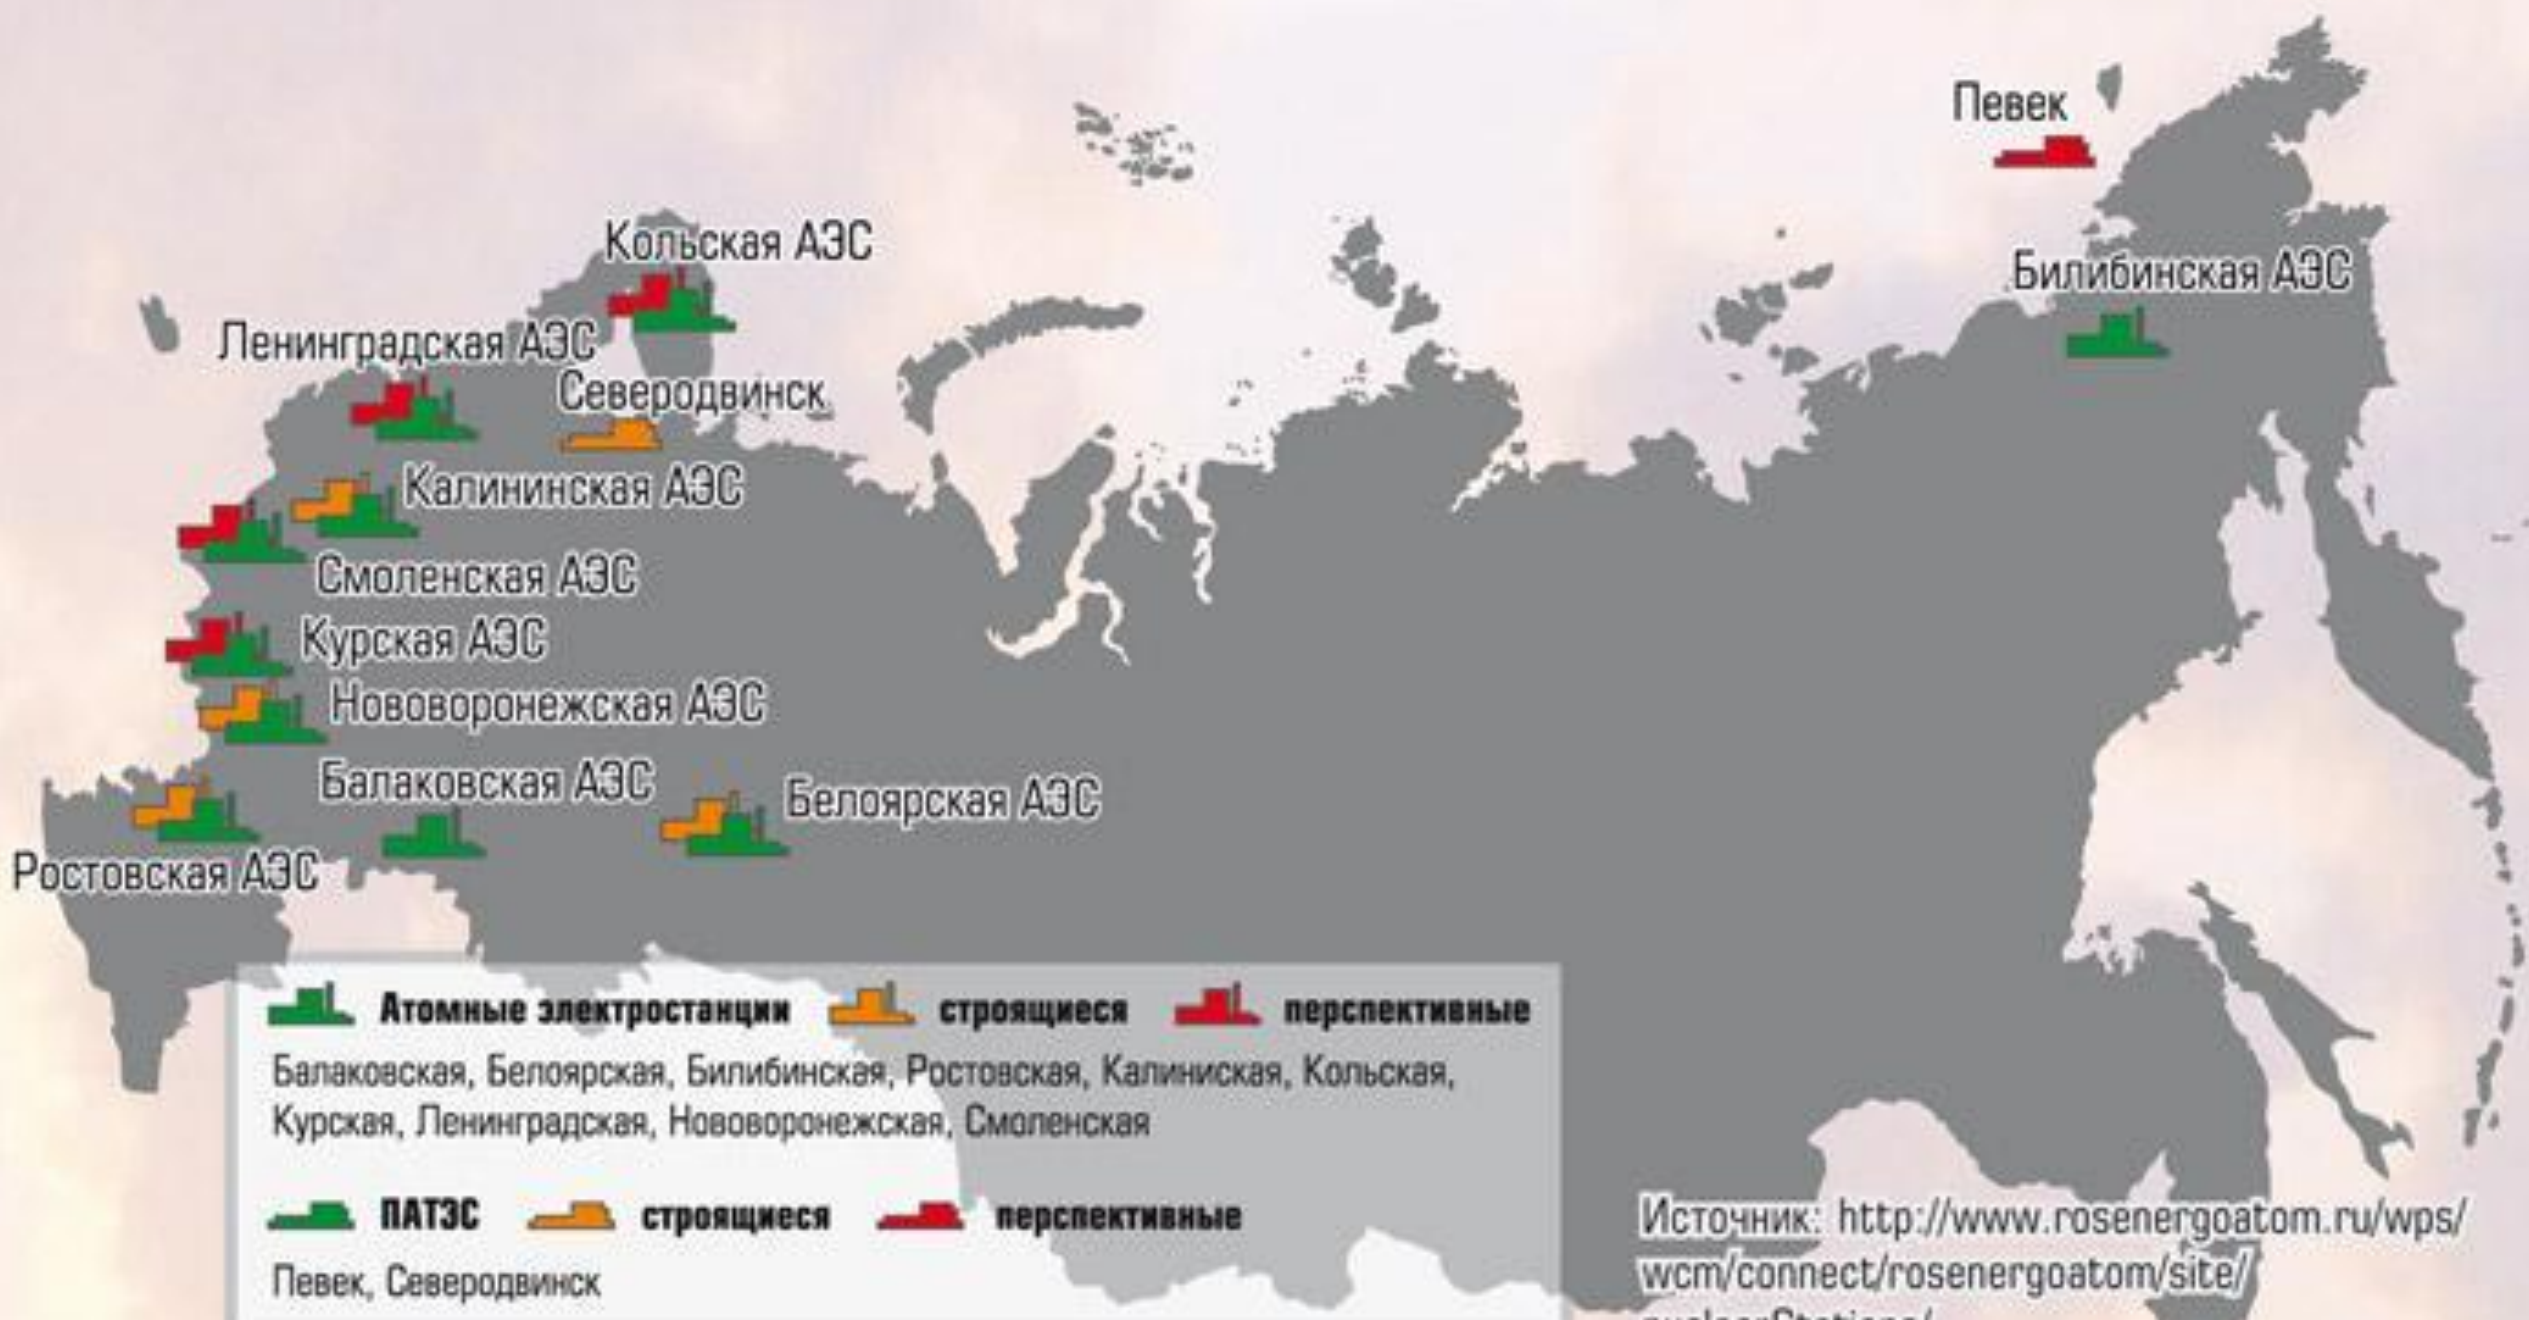 Певек
Кольская АЭС
Билибинская АЭС
Ленинградская АЭС
Северодвинск
Калининская АЭС
Смоленская АЭС
Курская АЭС
Нововоронежская АЭС
Балаковская АЭС
Белоярская АЭС
Ростовская АЭС
Атомные электростанции строящиеся перспективные
Балаковская, Белоярская, Билибинская, Ростовская, Калиниская, Кольская,
Курская, Ленинградская, Нововоронежская, Смоленская
ПАТЭС строящиеся перспективные
Певек, Северодвинск
Источник: http://www.rosenergoatom.ru/wps/
wcm/connect/rosenergoatom/site/